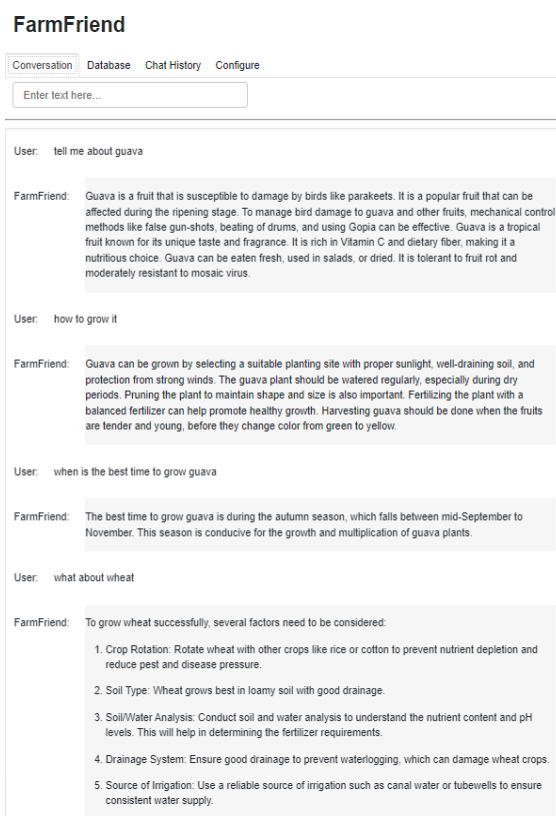 FarmFriend
Conversation Database Chat History Configure
Enter text here...
User: tell me about guava
FarmFriend: Guava is a fruit that is susceptible to damage by birds like parakeets. It is a popular fruit that can be
affected during the ripening stage. To manage bird damage to guava and other fruits, mechanical control
methods like false gun-shots, beating of drums, and using Gopia can be effective. Guava is a tropical
fruit known for its unique taste and fragrance. It is rich in Vitamin C and dietary fiber, making it a
nutritious choice. Guava can be eaten fresh, used in salads, or dried. It is tolerant to fruit rot and
moderately resistant to mosaic virus.
User: how to grow it
FarmFriend: Guava can be grown by selecting a suitable planting site with proper sunlight, well-draining soil, and
protection from strong winds. The guava plant should be watered regularly, especially during dry
periods. Pruning the plant to maintain shape and size is also important. Fertilizing the plant with a
balanced fertilizer can help promote healthy growth. Harvesting guava should be done when the fruits
are tender and young, before they change color from green to yellow.
User: when is the best time to grow guava
FarmFriend: The best time to grow guava is during the autumn season, which falls between mid-September to
November. This season is conducive for the growth and multiplication of guava plants.
User: what about wheat
FarmFriend: To grow wheat successfully, several factors need to be considered:
1. Crop Rotation: Rotate wheat with other crops like rice or cotton to prevent nutrient depletion and
reduce pest and disease pressure.
2. Soil Type: Wheat grows best in loamy soil with good drainage.
3. Soil/Water Analysis: Conduct soil and water analysis to understand the nutrient content and pH
levels. This will help in determining the fertilizer requirements.
4. Drainage System: Ensure good drainage to prevent waterlogging, which can damage wheat crops.
5. Source of Irrigation: Use a reliable source of irrigation such as canal water or tubewells to ensure
consistent water supply.